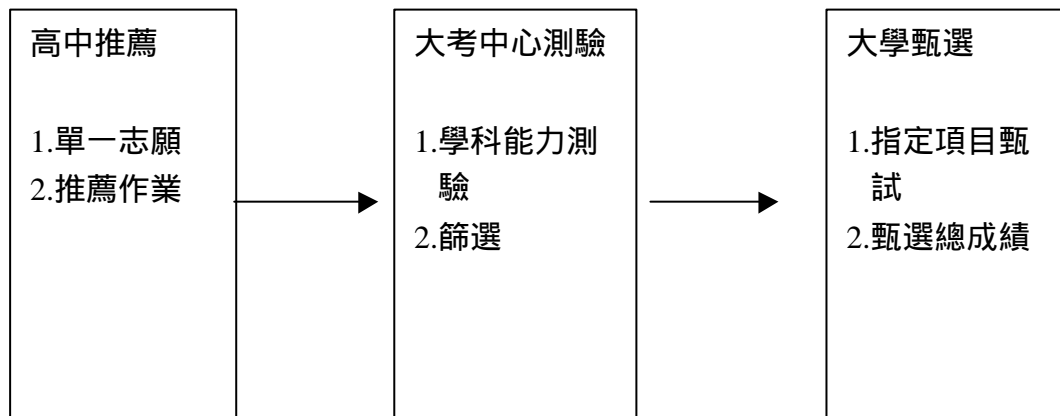 高中推薦
1.單一志願
2.推薦作業
大考中心測驗
1.學科能力測
驗
2.篩選
大學甄選
1.指定項目甄
試
2.甄選總成績